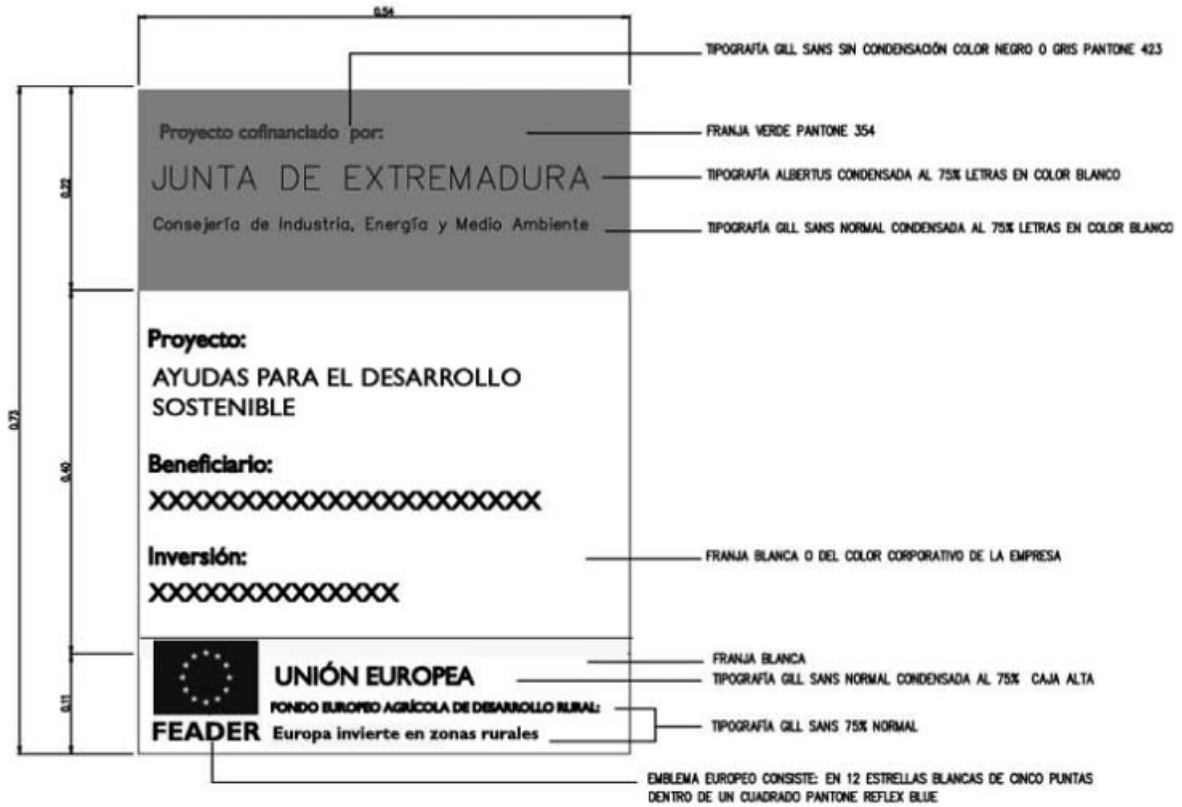 0.54
TIPOGRAFÍA GILL SANS SIN CONDENSACIÓN COLOR NEGRO O GRIS PANTONE 423
Proyecto cofinanciado por:
FRANJA VERDE PANTONE 354
JUNTA DE EXTREMADURA
TIPOGRAFÍA ALBERTUS CONDENSADA AL 75% LETRAS EN COLOR BLANCO
0.22
Consejería de Industria, Energía y Medio Ambiente
TIPOGRAFÍA GILL SANS NORMAL CONDENSADA AL 75% LETRAS EN COLOR BLANCO
Proyecto:
AYUDAS PARA EL DESARROLLO
SOSTENIBLE
0.73
0.40
Beneficiario:
XXXXXXXXXXXXXXXXXXXXXXX
Inversión:
FRANJA BLANCA O DEL COLOR CORPORATIVO DE LA EMPRESA
XXXXXXXXXXXXXXX
FRANJA BLANCA
UNIÓN EUROPEA
TIPOGRAFÍA GILL SANS NORMAL CONDENSADA AL 75% CAJA ALTA
0.11
FONDO EUROPEO AGRÍCOLA DE DESARROLLO RURAL:
TIPOGRAFÍA GILL SANS 75% NORMAL
FEADER
Europa invierte en zonas rurales
EMBLEMA EUROPEO CONSISTE: EN 12 ESTRELLAS BLANCAS DE CINCO PUNTAS
DENTRO DE UN CUADRADO PANTONE REFLEX BLUE